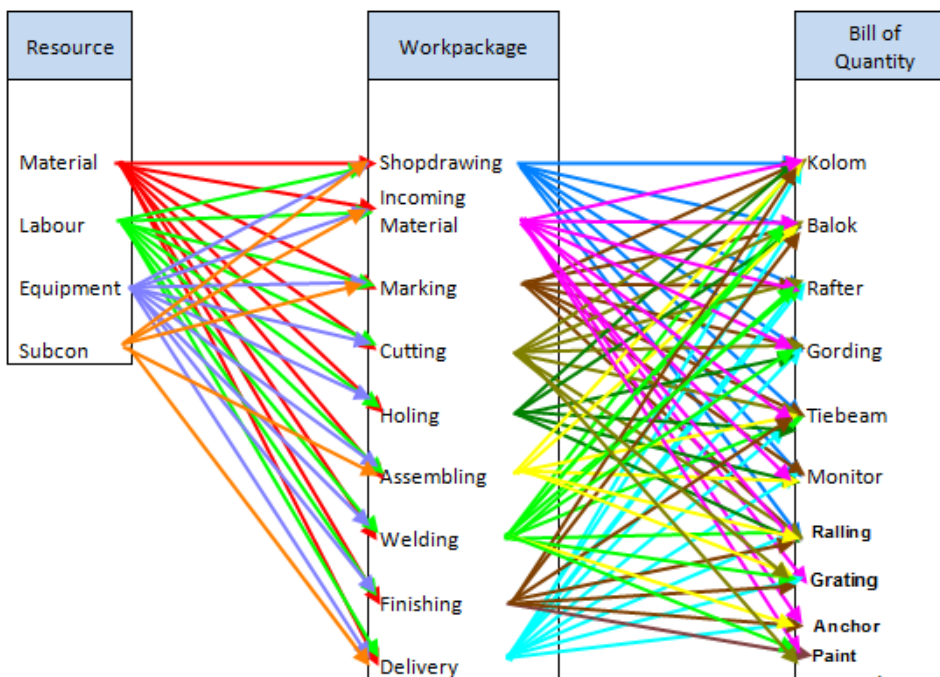 Resource
Workpackage
Bill of
Quantity
Material
Labour
Equipment
Subcon
Shopdrawing
Incoming
Material
Marking
Cutting
Holing
Assembling
Welding
Finishing
Delivery
Kolom
Balok
Rafter
Gording
Tiebeam
Monitor
Ralling
Grating
Anchor
Paint